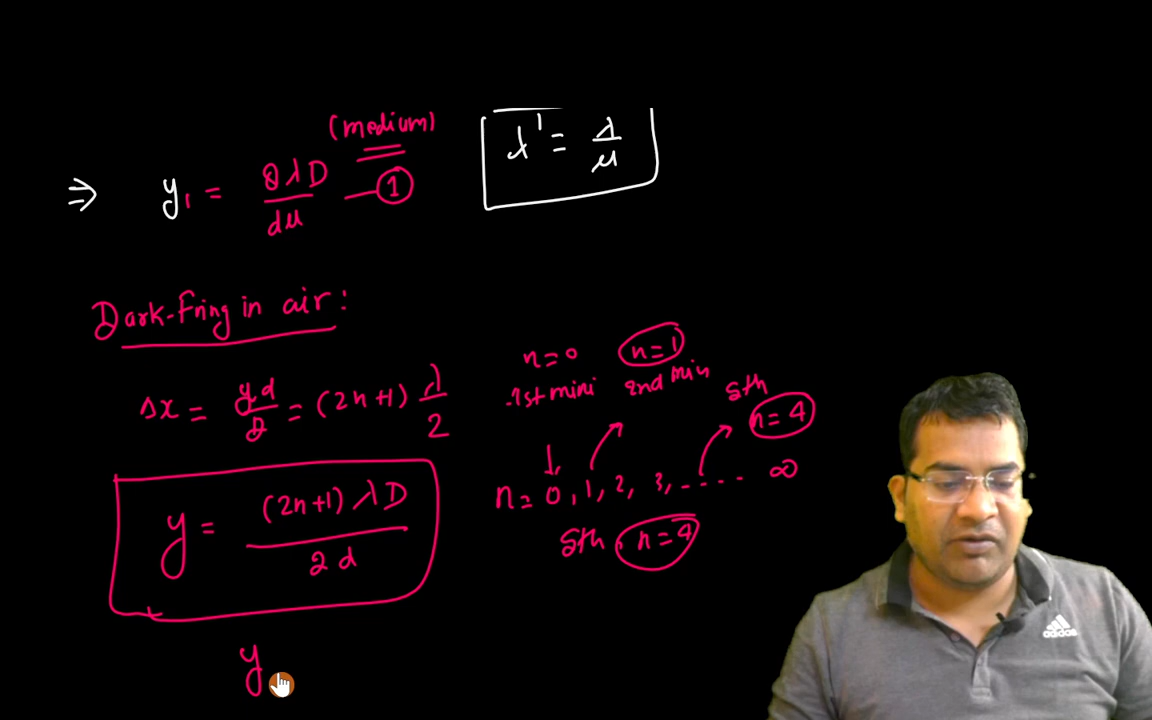 (medium)
⇒ y₁ = 8λD / dμ —①
λ' = λ / μ
Dark-Fring in air:
Δx = yd / D = (2n+1) λ / 2
y = (2n+1) λD / 2d
y
n=0 n=1
1st mini 2nd min
5th
n=4
n = 0, 1, 2, 3, - - - - ∞
5th, n=4
adidas